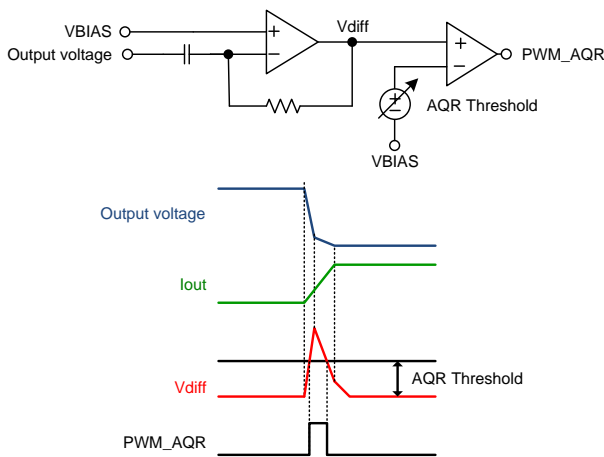 VBIAS
Output voltage
+
−
Vdiff
+
−
PWM_AQR
+
−
AQR Threshold
VBIAS
Output voltage
Iout
Vdiff
AQR Threshold
PWM_AQR